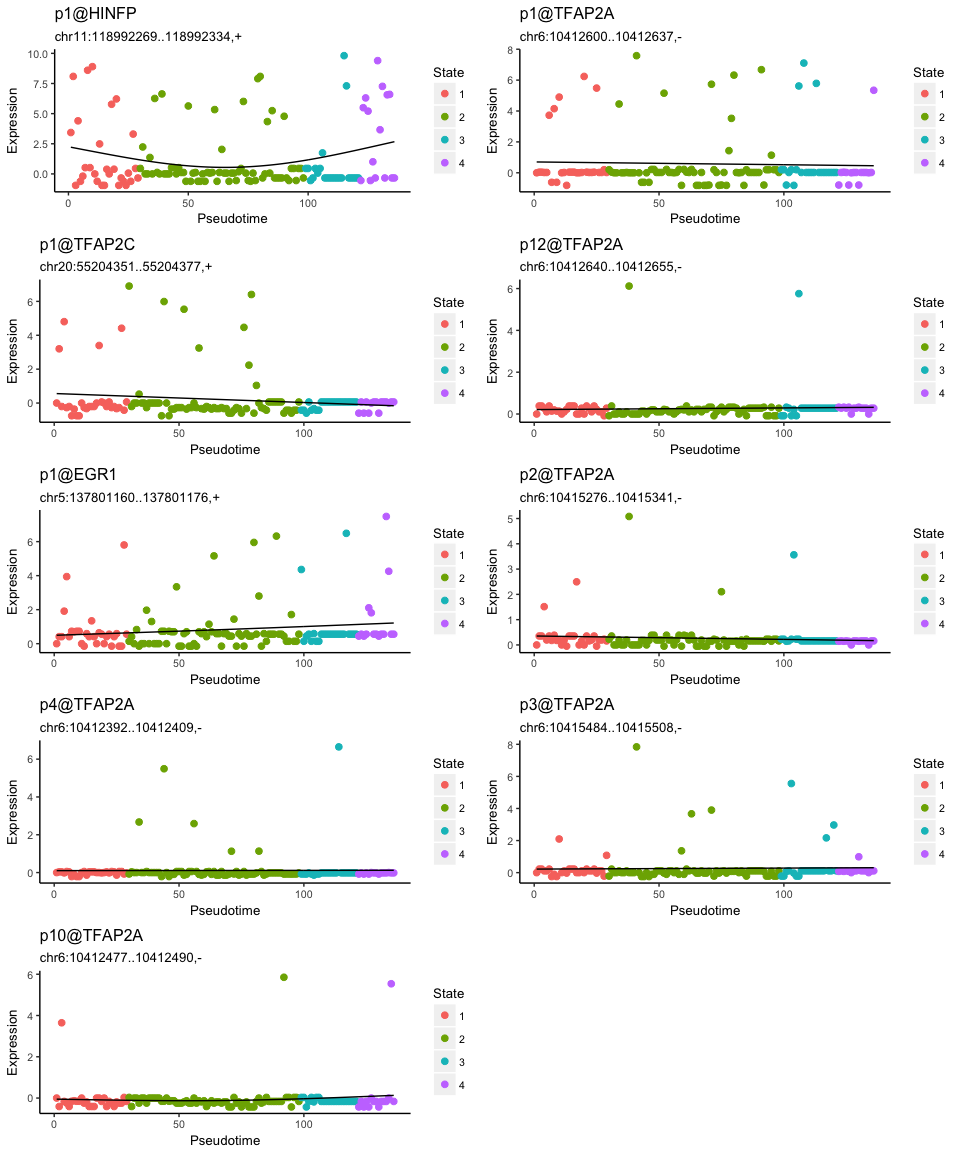 p1@HINFP
chr11:118992269..118992334,+
10.0
7.5
5.0
2.5
0.0
Expression
0
50
100
Pseudotime
State
1
2
3
4
p1@TFAP2A
chr6:10412600..10412637,-
8
6
4
2
0
Expression
0
50
100
Pseudotime
State
1
2
3
4
p1@TFAP2C
chr20:55204351..55204377,+
6
4
2
0
Expression
0
50
100
Pseudotime
State
1
2
3
4
p12@TFAP2A
chr6:10412640..10412655,-
6
4
2
0
Expression
0
50
100
Pseudotime
State
1
2
3
4
p1@EGR1
chr5:137801160..137801176,+
6
4
2
0
Expression
0
50
100
Pseudotime
State
1
2
3
4
p2@TFAP2A
chr6:10415276..10415341,-
5
4
3
2
1
0
Expression
0
50
100
Pseudotime
State
1
2
3
4
p4@TFAP2A
chr6:10412392..10412409,-
6
4
2
0
Expression
0
50
100
Pseudotime
State
1
2
3
4
p3@TFAP2A
chr6:10415484..10415508,-
8
6
4
2
0
Expression
0
50
100
Pseudotime
State
1
2
3
4
p10@TFAP2A
chr6:10412477..10412490,-
6
4
2
0
Expression
0
50
100
Pseudotime
State
1
2
3
4